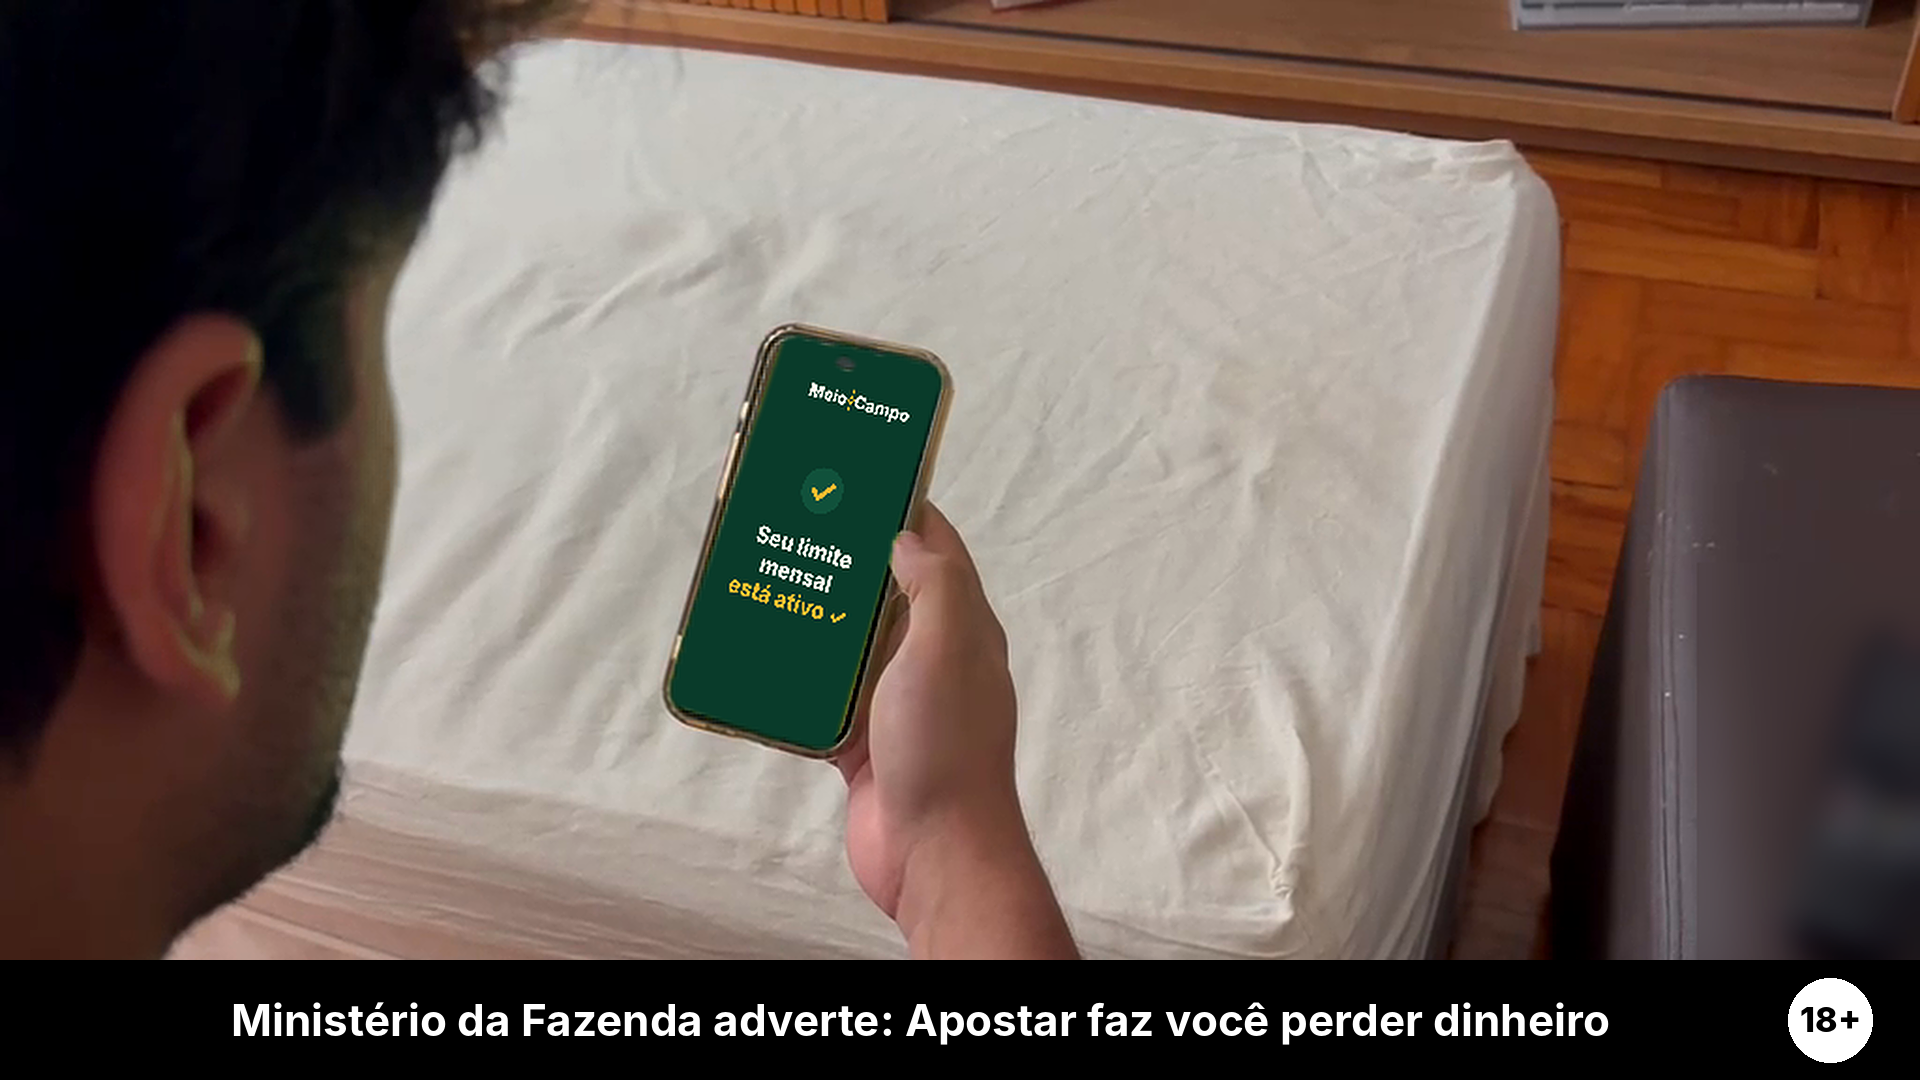 Meio Campo
Seu limite
mensal
está ativo ✓
Ministério da Fazenda adverte: Apostar faz você perder dinheiro
18+